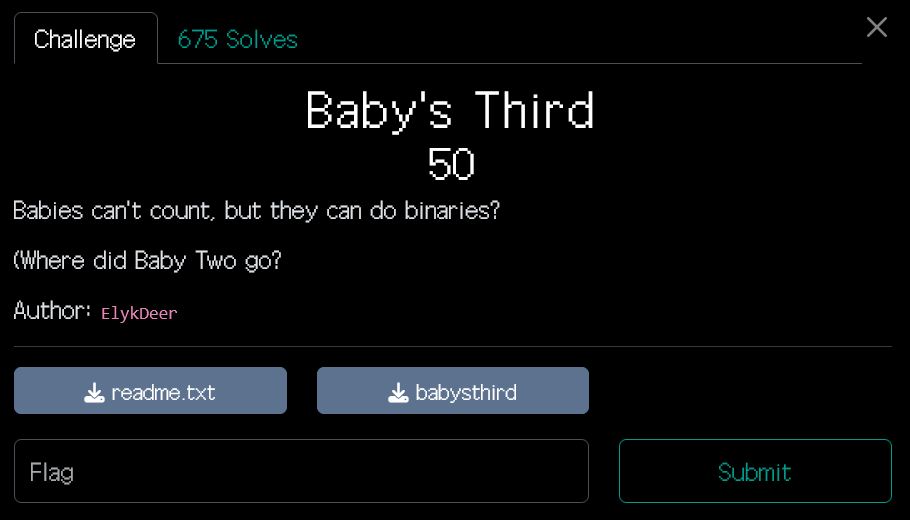 Challenge
675 Solves
Baby's Third
50
Babies can't count, but they can do binaries?
(Where did Baby Two go?
Author: ElykDeer
readme.txt
babysthird
Flag
Submit